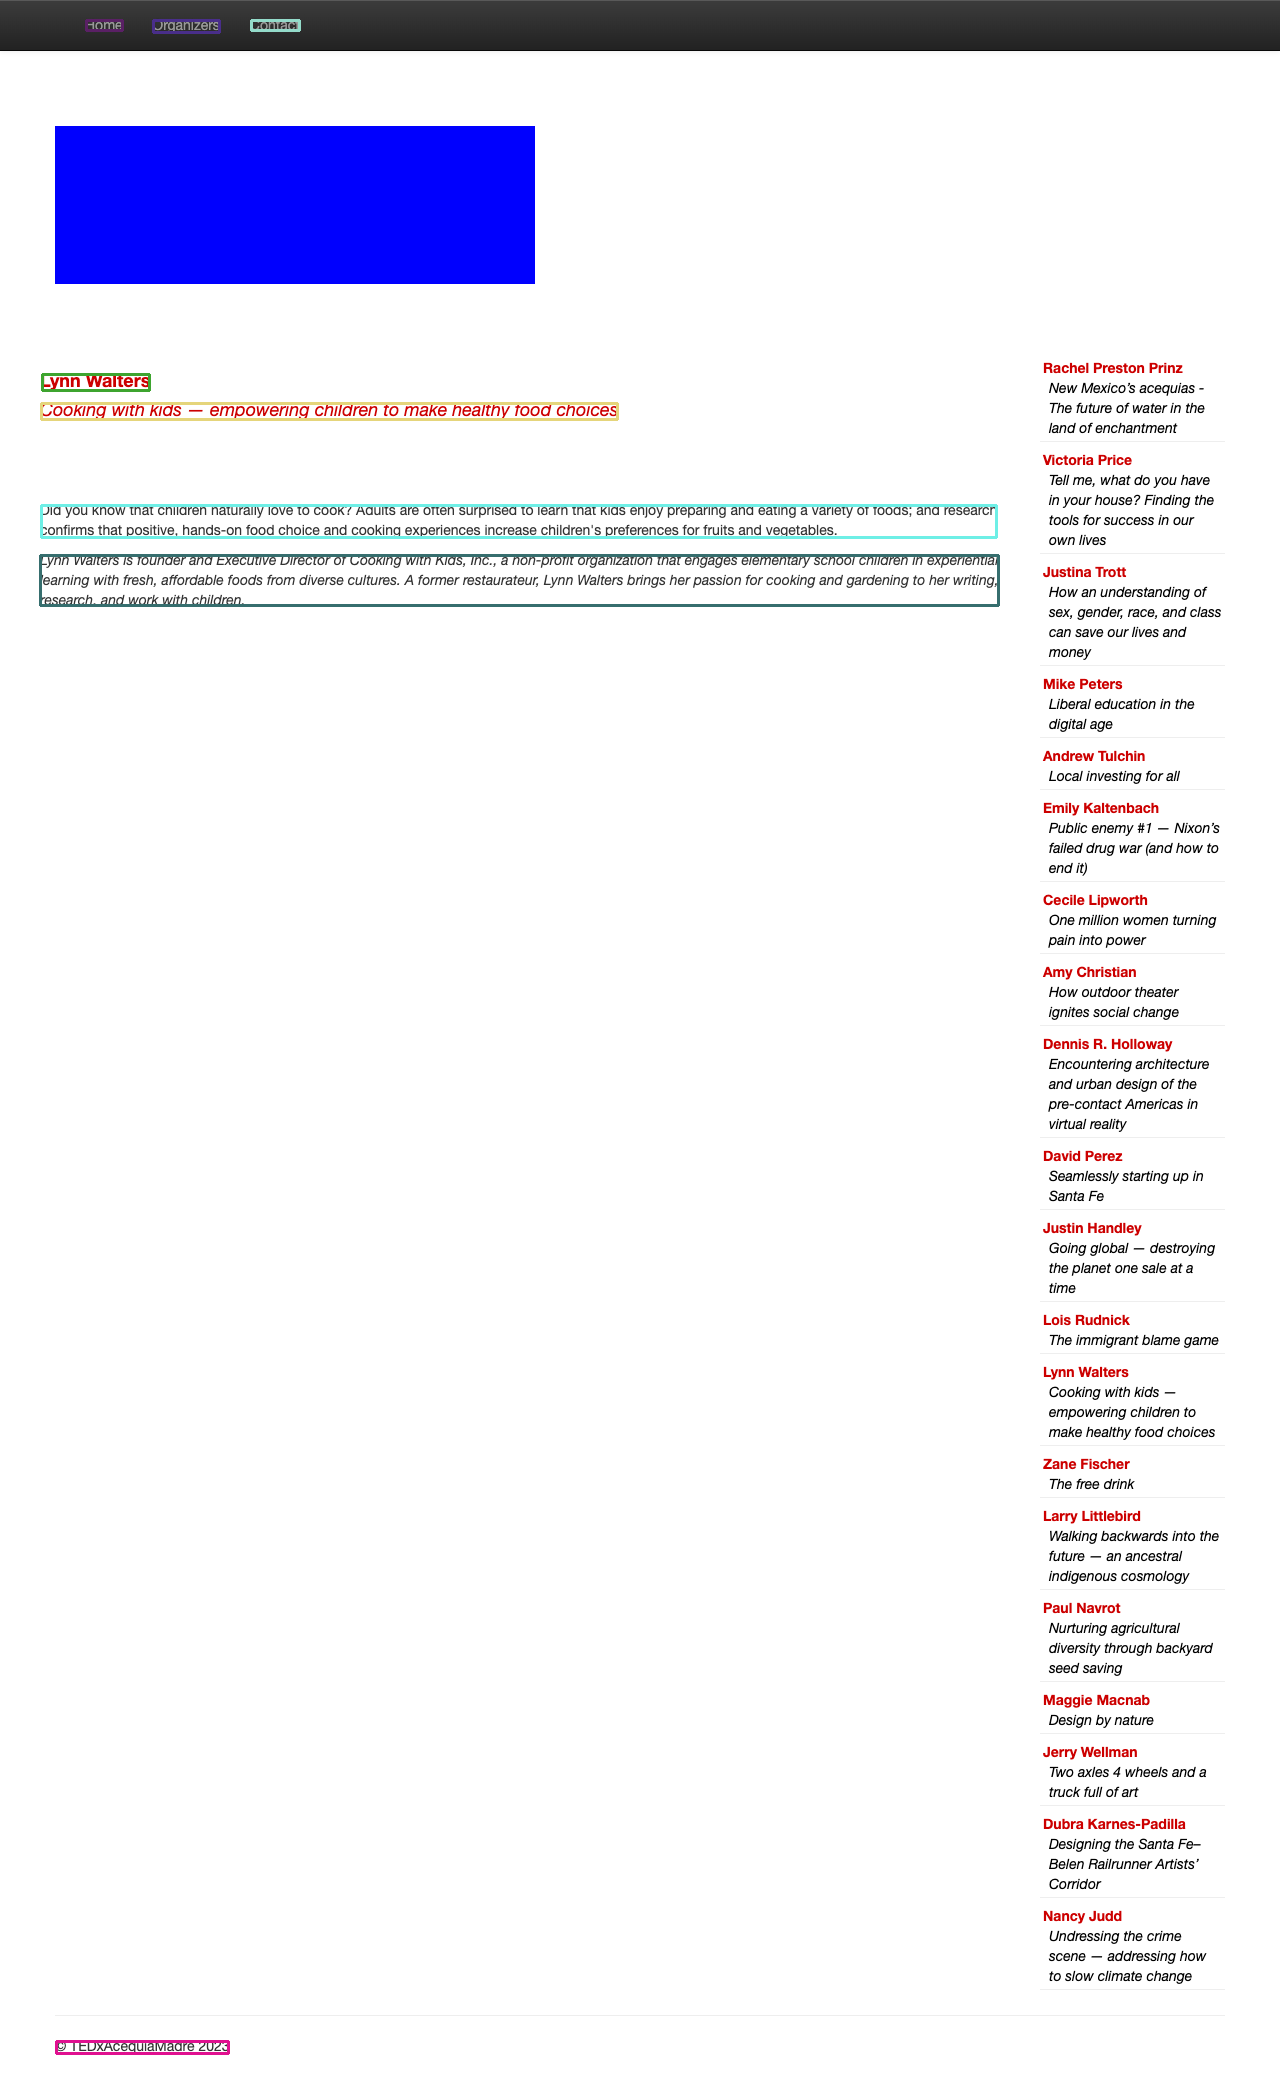 Home Organizers Contact
Lynn Walters
Cooking with kids — empowering children to make healthy food choices
Did you know that children naturally love to cook? Adults are often surprised to learn that kids enjoy preparing and eating a variety of foods; and research
confirms that positive, hands-on food choice and cooking experiences increase children's preferences for fruits and vegetables.
Lynn Walters is founder and Executive Director of Cooking with Kids, Inc., a non-profit organization that engages elementary school children in experiential
learning with fresh, affordable foods from diverse cultures. A former restaurateur, Lynn Walters brings her passion for cooking and gardening to her writing,
research, and work with children.
Rachel Preston Prinz
New Mexico’s acequias -
The future of water in the
land of enchantment
Victoria Price
Tell me, what do you have
in your house? Finding the
tools for success in our
own lives
Justina Trott
How an understanding of
sex, gender, race, and class
can save our lives and
money
Mike Peters
Liberal education in the
digital age
Andrew Tulchin
Local investing for all
Emily Kaltenbach
Public enemy #1 — Nixon’s
failed drug war (and how to
end it)
Cecile Lipworth
One million women turning
pain into power
Amy Christian
How outdoor theater
ignites social change
Dennis R. Holloway
Encountering architecture
and urban design of the
pre-contact Americas in
virtual reality
David Perez
Seamlessly starting up in
Santa Fe
Justin Handley
Going global — destroying
the planet one sale at a
time
Lois Rudnick
The immigrant blame game
Lynn Walters
Cooking with kids —
empowering children to
make healthy food choices
Zane Fischer
The free drink
Larry Littlebird
Walking backwards into the
future — an ancestral
indigenous cosmology
Paul Navrot
Nurturing agricultural
diversity through backyard
seed saving
Maggie Macnab
Design by nature
Jerry Wellman
Two axles 4 wheels and a
truck full of art
Dubra Karnes-Padilla
Designing the Santa Fe–
Belen Railrunner Artists’
Corridor
Nancy Judd
Undressing the crime
scene — addressing how
to slow climate change
© TEDxAcequiaMadre 2023